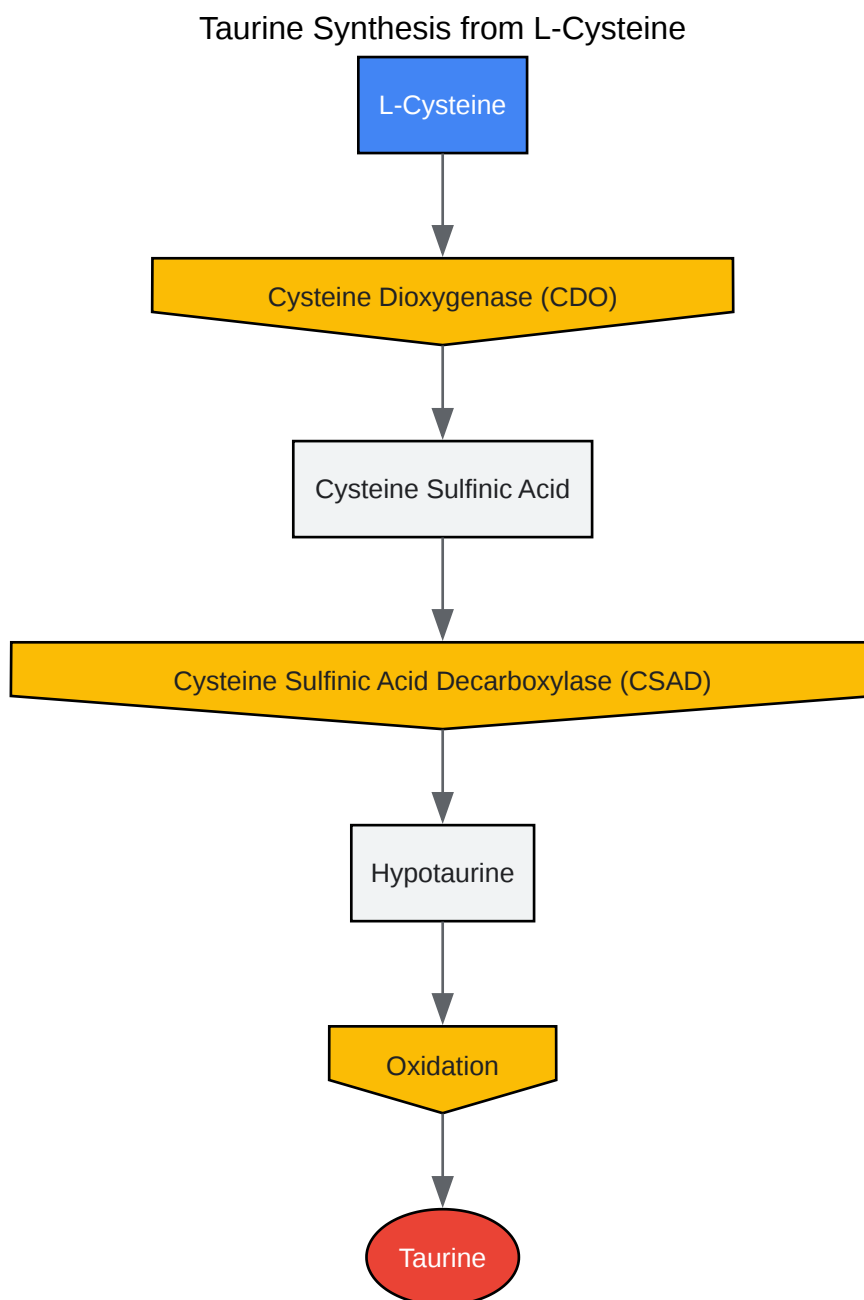 Taurine Synthesis from L-Cysteine
L-Cysteine
Cysteine Dioxygenase (CDO)
Cysteine Sulfinic Acid
Cysteine Sulfinic Acid Decarboxylase (CSAD)
Hypotaurine
Oxidation
Taurine